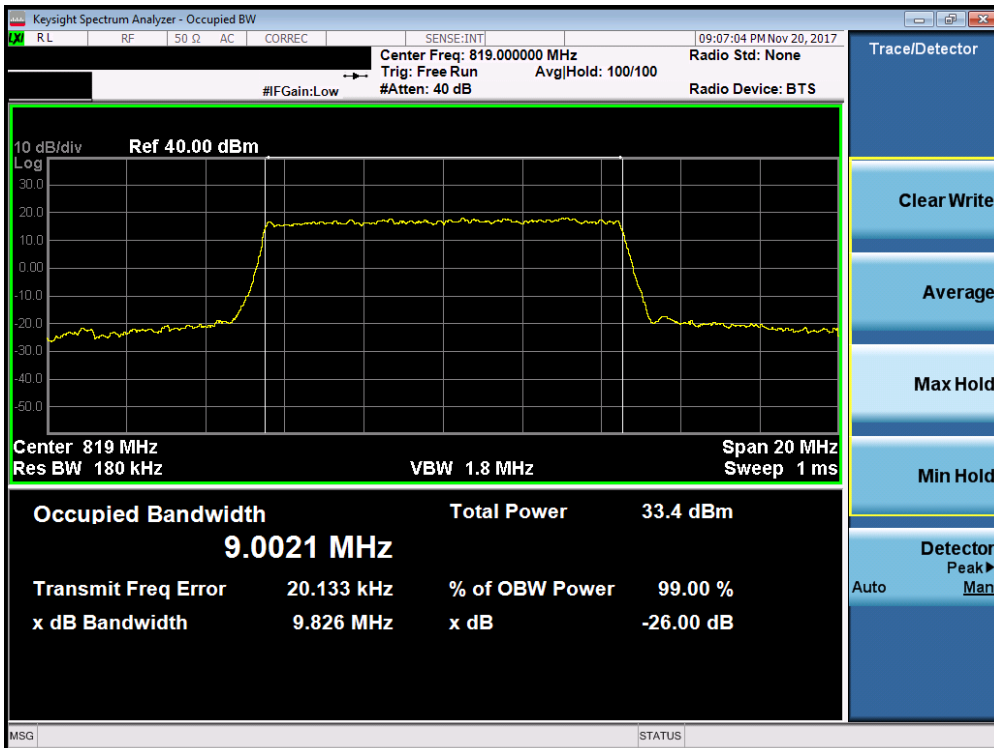 Keysight Spectrum Analyzer - Occupied BW
LXI RL RF 50 Ω AC CORREC SENSE:INT 09:07:04 PM Nov 20, 2017
Center Freq: 819.000000 MHz Radio Std: None
Trig: Free Run Avg|Hold: 100/100
#IFGain:Low #Atten: 40 dB Radio Device: BTS
10 dB/div Ref 40.00 dBm
Log
30.0
20.0
10.0
0.00
-10.0
-20.0
-30.0
-40.0
-50.0
Center 819 MHz Span 20 MHz
Res BW 180 kHz VBW 1.8 MHz Sweep 1 ms
Occupied Bandwidth Total Power 33.4 dBm
9.0021 MHz
Transmit Freq Error 20.133 kHz % of OBW Power 99.00 %
x dB Bandwidth 9.826 MHz x dB -26.00 dB
MSG STATUS
Trace/Detector
Clear Write
Average
Max Hold
Min Hold
Detector
Peak▶
Auto Man